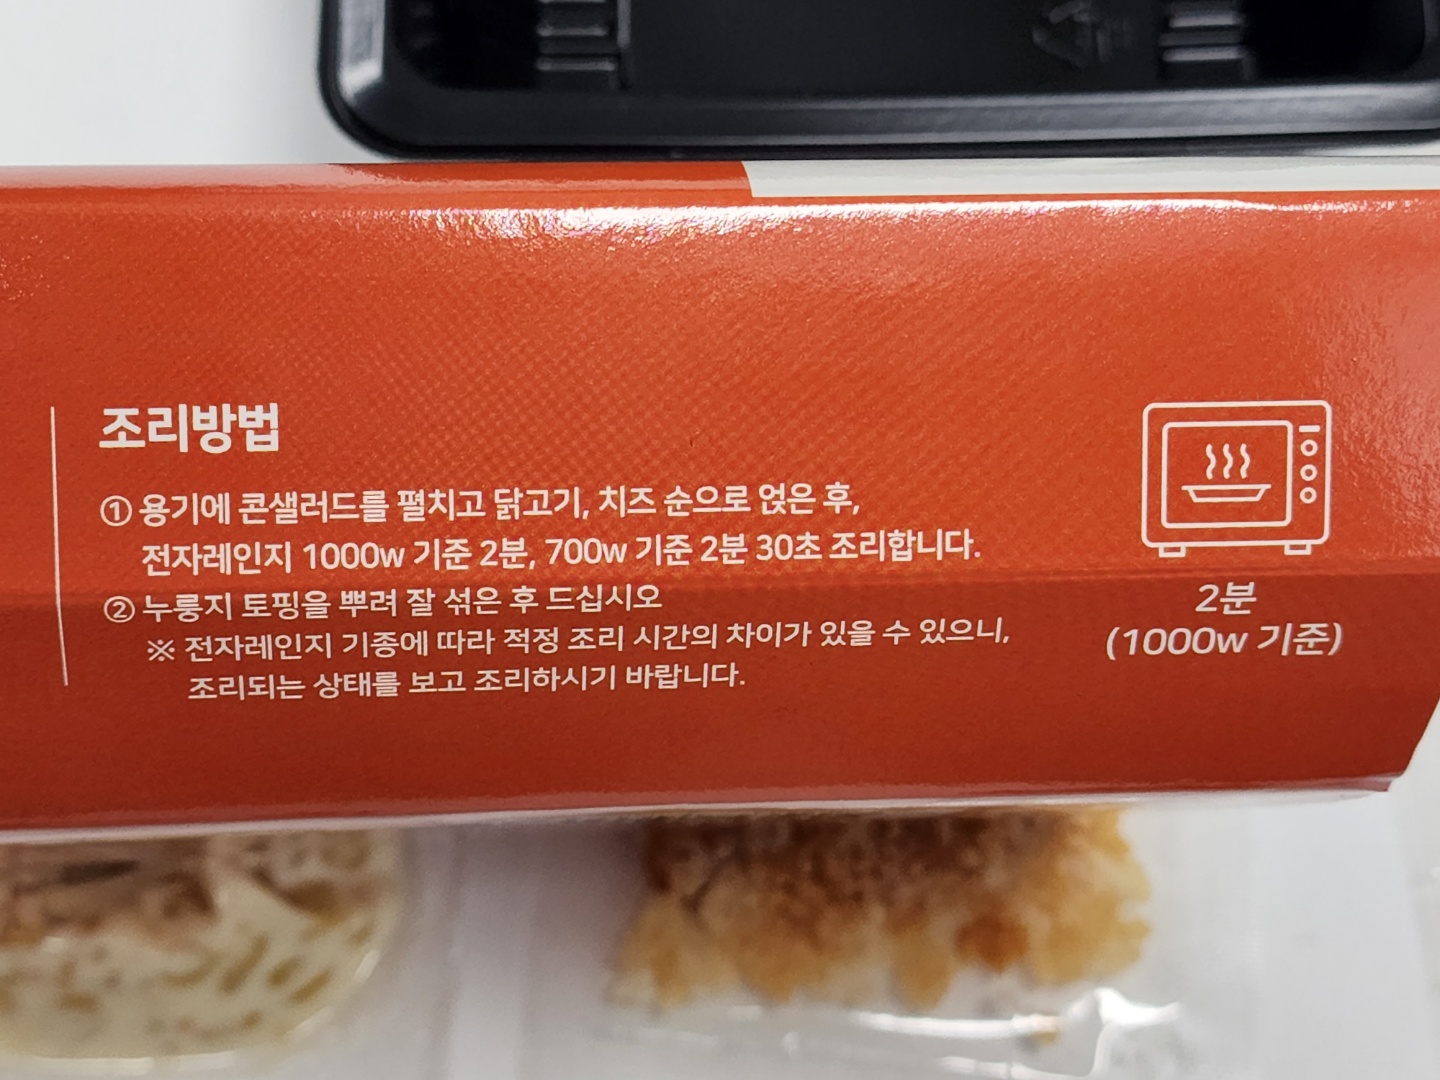 조리방법
① 용기에 콘샐러드를 펼치고 닭고기, 치즈 순으로 얹은 후,
전자레인지 1000w 기준 2분, 700w 기준 2분 30초 조리합니다.
② 누룽지 토핑을 뿌려 잘 섞은 후 드십시오
※ 전자레인지 기종에 따라 적정 조리 시간의 차이가 있을 수 있으니,
조리되는 상태를 보고 조리하시기 바랍니다.
2분
(1000w 기준)